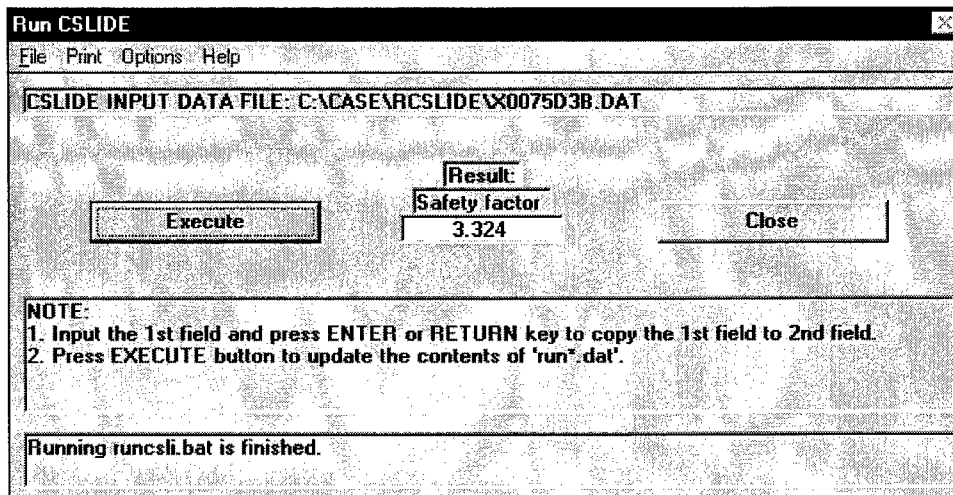 Run CSLIDE
File Print Options Help
CSLIDE INPUT DATA FILE: C:\CASE\RCSLIDE\X0075D3B.DAT
Result:
Safety factor
Execute
3.324
Close
NOTE:
1. Input the 1st field and press ENTER or RETURN key to copy the 1st field to 2nd field.
2. Press EXECUTE button to update the contents of 'run*.dat'.
Running runcsli.bat is finished.